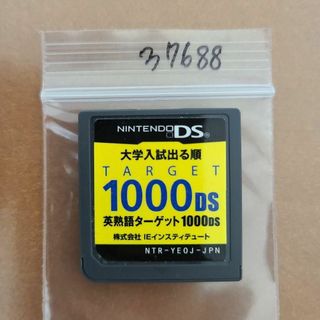 37688
NINTENDO DS
大学入試出る順
TARGET
1000DS
英熟語ターゲット1000DS
株式会社 IEインスティテュート
NTR-YEOJ-JPN